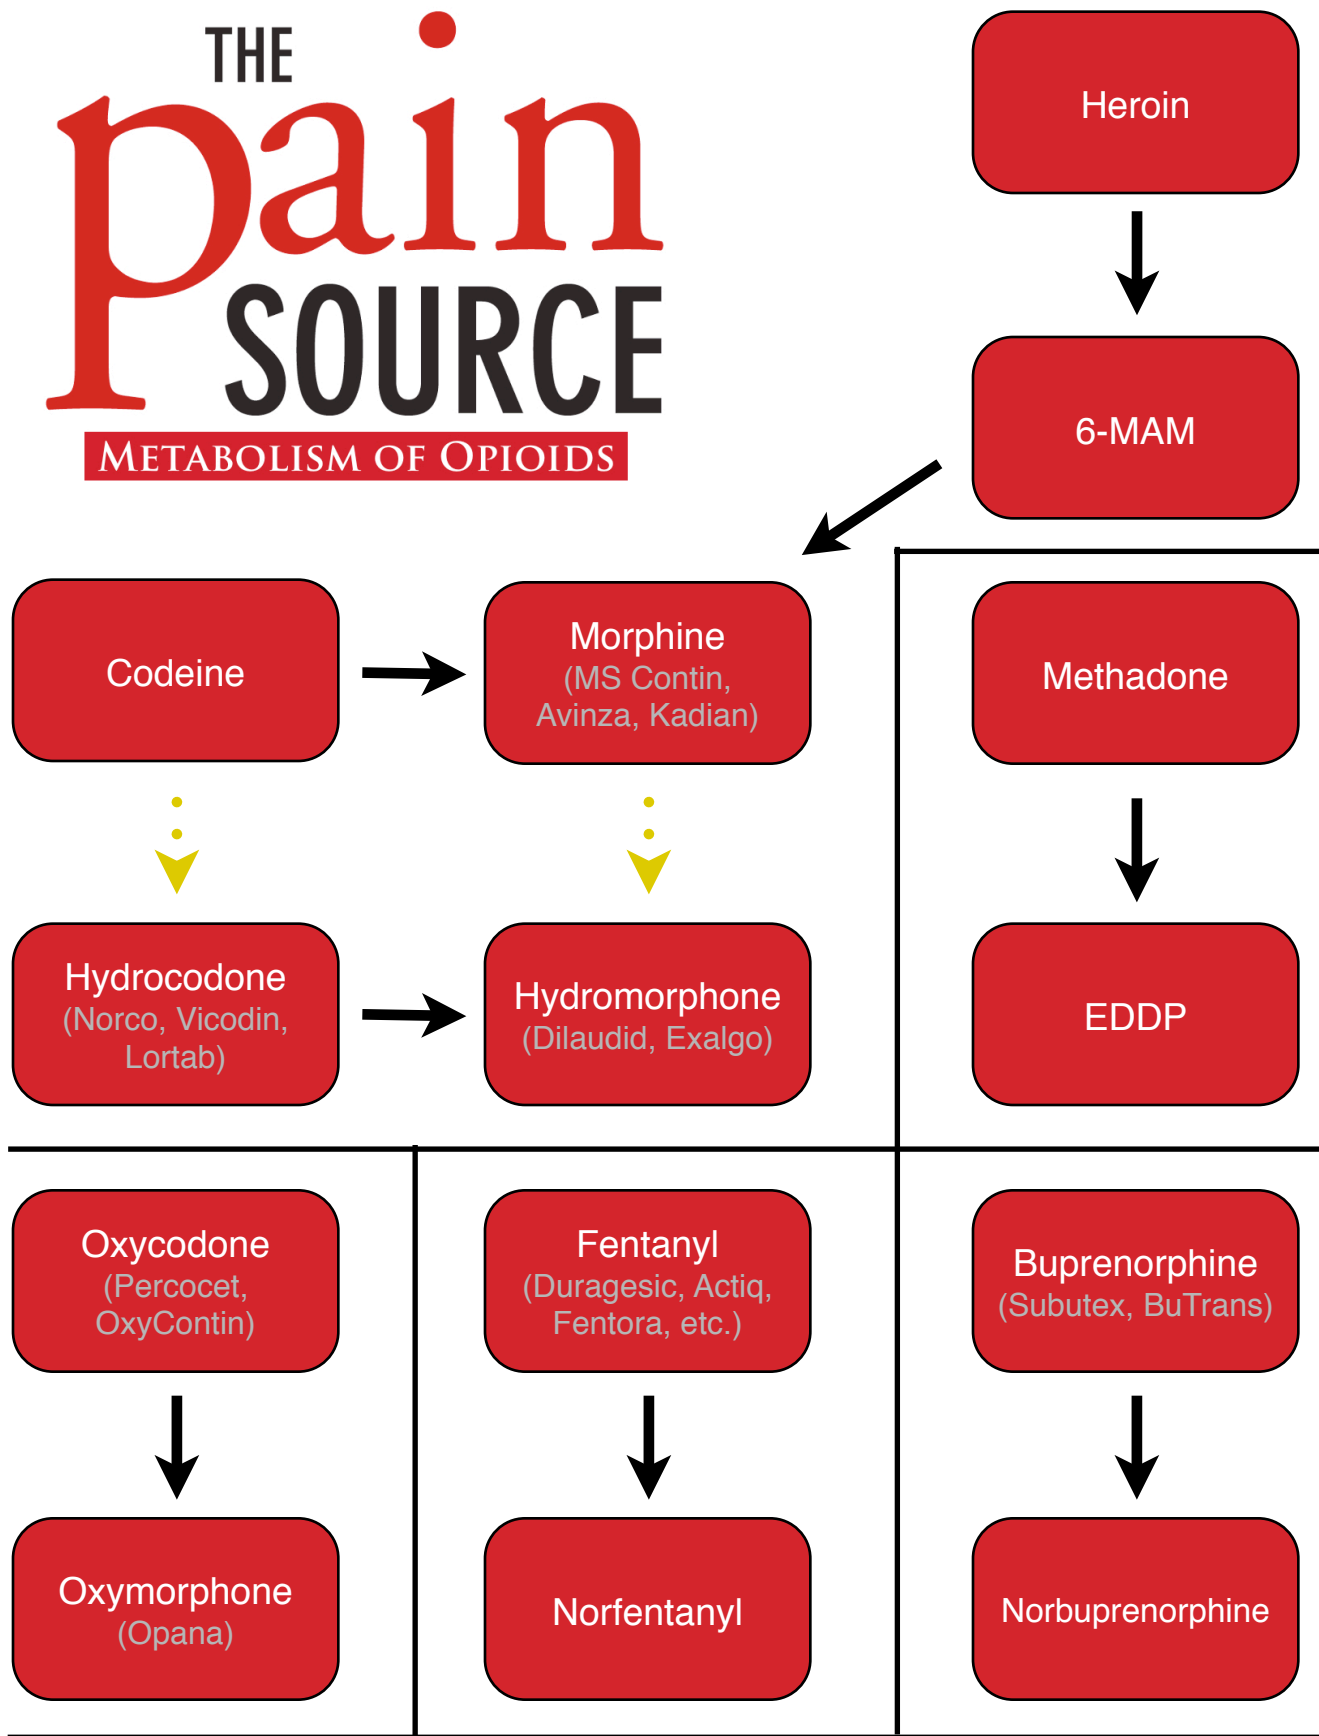 THE
pain
SOURCE
METABOLISM OF OPIOIDS
Heroin
6-MAM
Codeine
Morphine
(MS Contin,
Avinza, Kadian)
Methadone
Hydrocodone
(Norco, Vicodin,
Lortab)
Hydromorphone
(Dilaudid, Exalgo)
EDDP
Oxycodone
(Percocet,
OxyContin)
Fentanyl
(Duragesic, Actiq,
Fentora, etc.)
Buprenorphine
(Subutex, BuTrans)
Oxymorphone
(Opana)
Norfentanyl
Norbuprenorphine